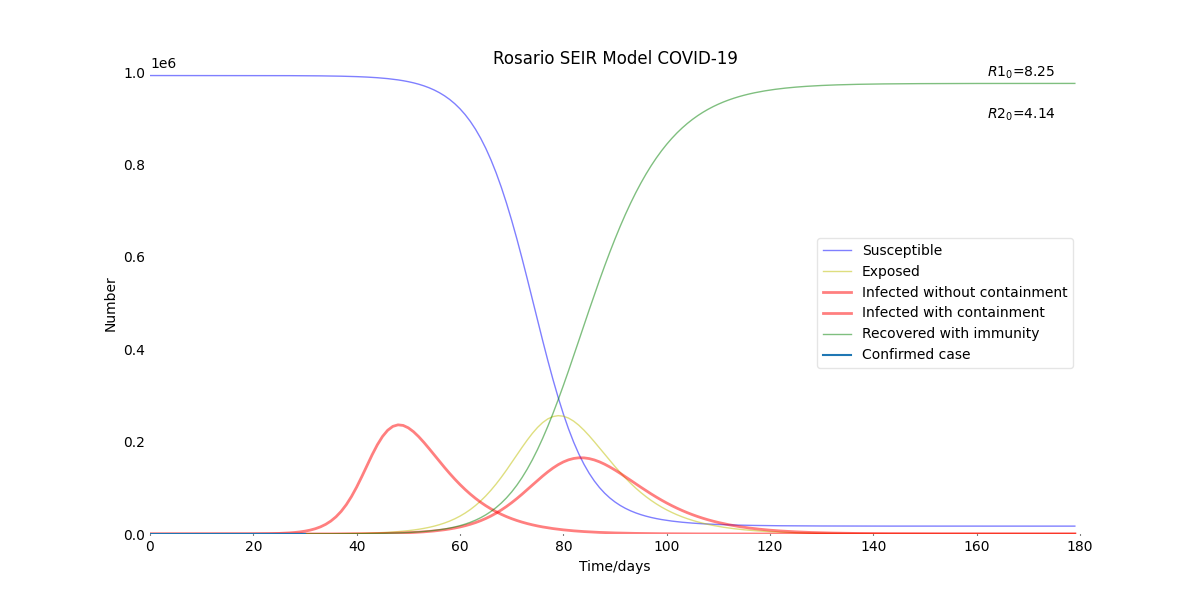 Rosario SEIR Model COVID-19
1e6
1.0
0.8
0.6
0.4
0.2
0.0
Number
R1₀=8.25
R2₀=4.14
Susceptible
Exposed
Infected without containment
Infected with containment
Recovered with immunity
Confirmed case
0 20 40 60 80 100 120 140 160 180
Time/days